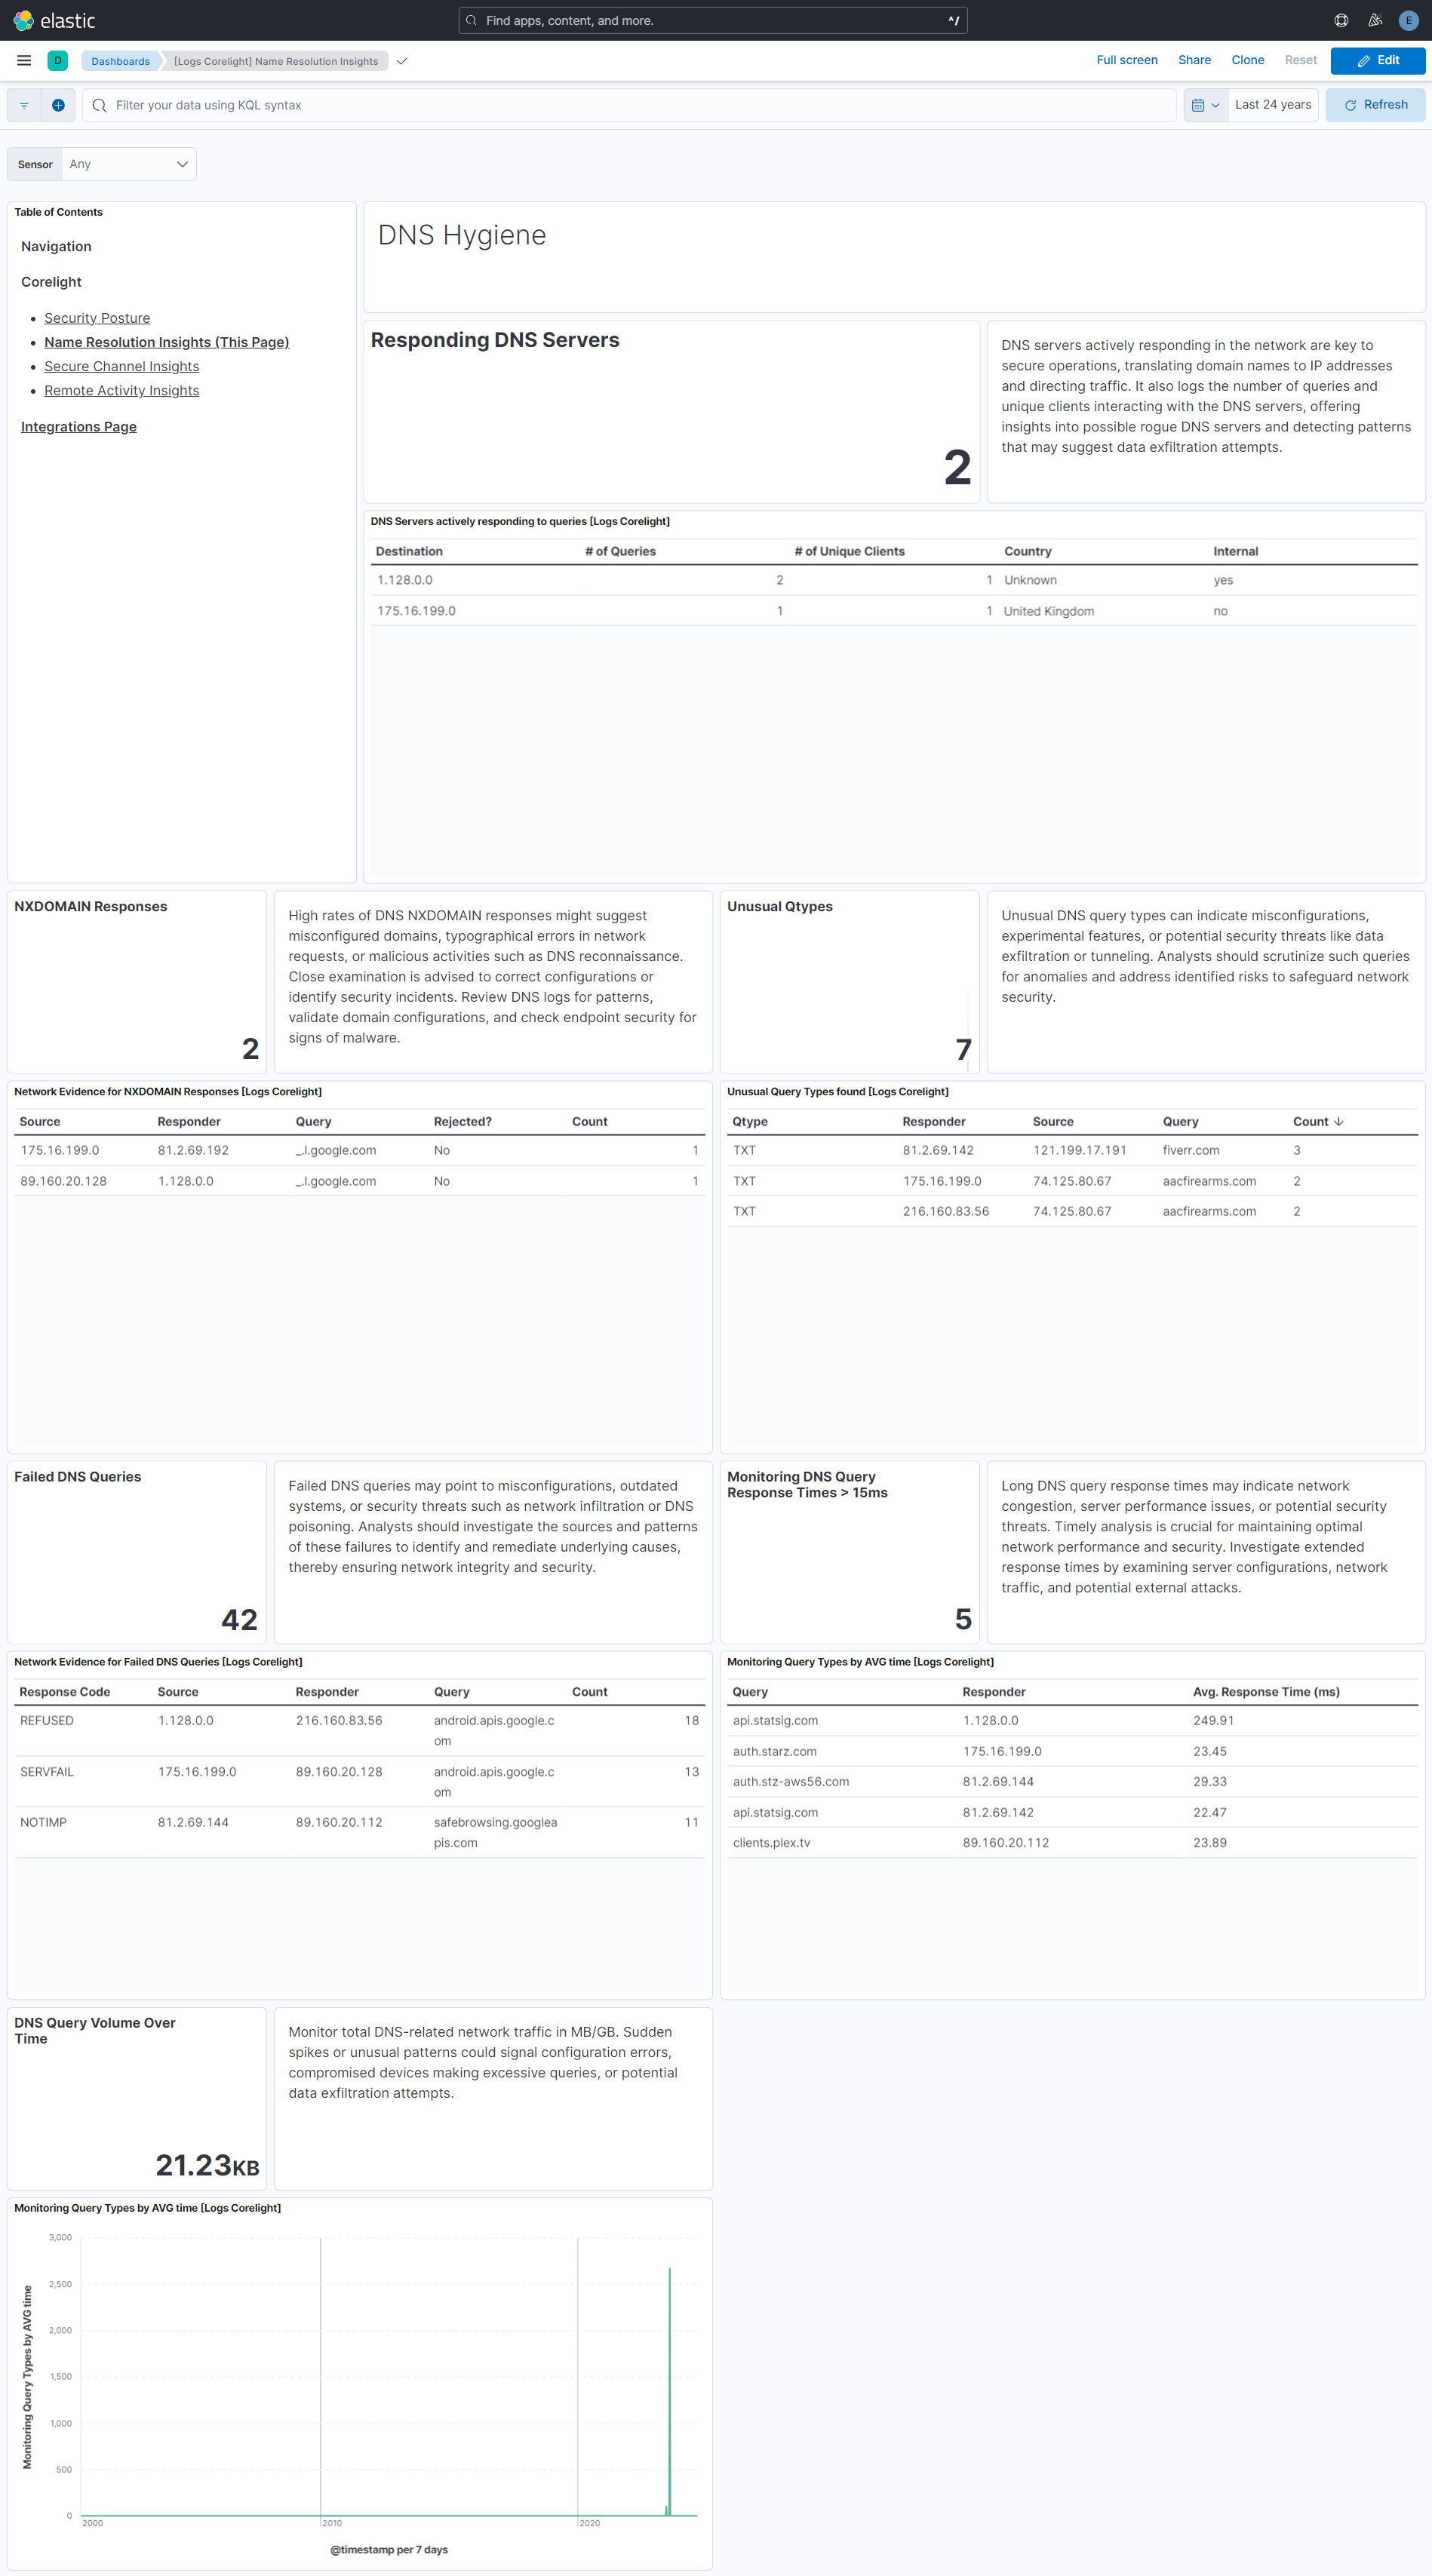 elastic
Find apps, content, and more.
^/
E
D
Dashboards
[Logs Corelight] Name Resolution Insights
Full screen
Share
Clone
Reset
Edit
Filter your data using KQL syntax
Last 24 years
Refresh
Sensor
Any
Table of Contents
Navigation
Corelight
Security Posture
Name Resolution Insights (This Page)
Secure Channel Insights
Remote Activity Insights
Integrations Page
DNS Hygiene
Responding DNS Servers
2
DNS servers actively responding in the network are key to
secure operations, translating domain names to IP addresses
and directing traffic. It also logs the number of queries and
unique clients interacting with the DNS servers, offering
insights into possible rogue DNS servers and detecting patterns
that may suggest data exfiltration attempts.
DNS Servers actively responding to queries [Logs Corelight]
Destination # of Queries # of Unique Clients Country Internal
1.128.0.0 2 1 Unknown yes
175.16.199.0 1 1 United Kingdom no
NXDOMAIN Responses
2
High rates of DNS NXDOMAIN responses might suggest
misconfigured domains, typographical errors in network
requests, or malicious activities such as DNS reconnaissance.
Close examination is advised to correct configurations or
identify security incidents. Review DNS logs for patterns,
validate domain configurations, and check endpoint security for
signs of malware.
Unusual Qtypes
7
Unusual DNS query types can indicate misconfigurations,
experimental features, or potential security threats like data
exfiltration or tunneling. Analysts should scrutinize such queries
for anomalies and address identified risks to safeguard network
security.
Network Evidence for NXDOMAIN Responses [Logs Corelight]
Source Responder Query Rejected? Count
175.16.199.0 81.2.69.192 _.l.google.com No 1
89.160.20.128 1.128.0.0 _.l.google.com No 1
Unusual Query Types found [Logs Corelight]
Qtype Responder Source Query Count ↓
TXT 81.2.69.142 121.199.17.191 fiverr.com 3
TXT 175.16.199.0 74.125.80.67 aacfirearms.com 2
TXT 216.160.83.56 74.125.80.67 aacfirearms.com 2
Failed DNS Queries
42
Failed DNS queries may point to misconfigurations, outdated
systems, or security threats such as network infiltration or DNS
poisoning. Analysts should investigate the sources and patterns
of these failures to identify and remediate underlying causes,
thereby ensuring network integrity and security.
Monitoring DNS Query
Response Times > 15ms
5
Long DNS query response times may indicate network
congestion, server performance issues, or potential security
threats. Timely analysis is crucial for maintaining optimal
network performance and security. Investigate extended
response times by examining server configurations, network
traffic, and potential external attacks.
Network Evidence for Failed DNS Queries [Logs Corelight]
Response Code Source Responder Query Count
REFUSED 1.128.0.0 216.160.83.56 android.apis.google.c 18
om
SERVFAIL 175.16.199.0 89.160.20.128 android.apis.google.c 13
om
NOTIMP 81.2.69.144 89.160.20.112 safebrowsing.googlea 11
pis.com
Monitoring Query Types by AVG time [Logs Corelight]
Query Responder Avg. Response Time (ms)
api.statsig.com 1.128.0.0 249.91
auth.starz.com 175.16.199.0 23.45
auth.stz-aws56.com 81.2.69.144 29.33
api.statsig.com 81.2.69.142 22.47
clients.plex.tv 89.160.20.112 23.89
DNS Query Volume Over
Time
21.23KB
Monitor total DNS-related network traffic in MB/GB. Sudden
spikes or unusual patterns could signal configuration errors,
compromised devices making excessive queries, or potential
data exfiltration attempts.
Monitoring Query Types by AVG time [Logs Corelight]
Monitoring Query Types by AVG time
3,000
2,500
2,000
1,500
1,000
500
0
2000 2010 2020
@timestamp per 7 days